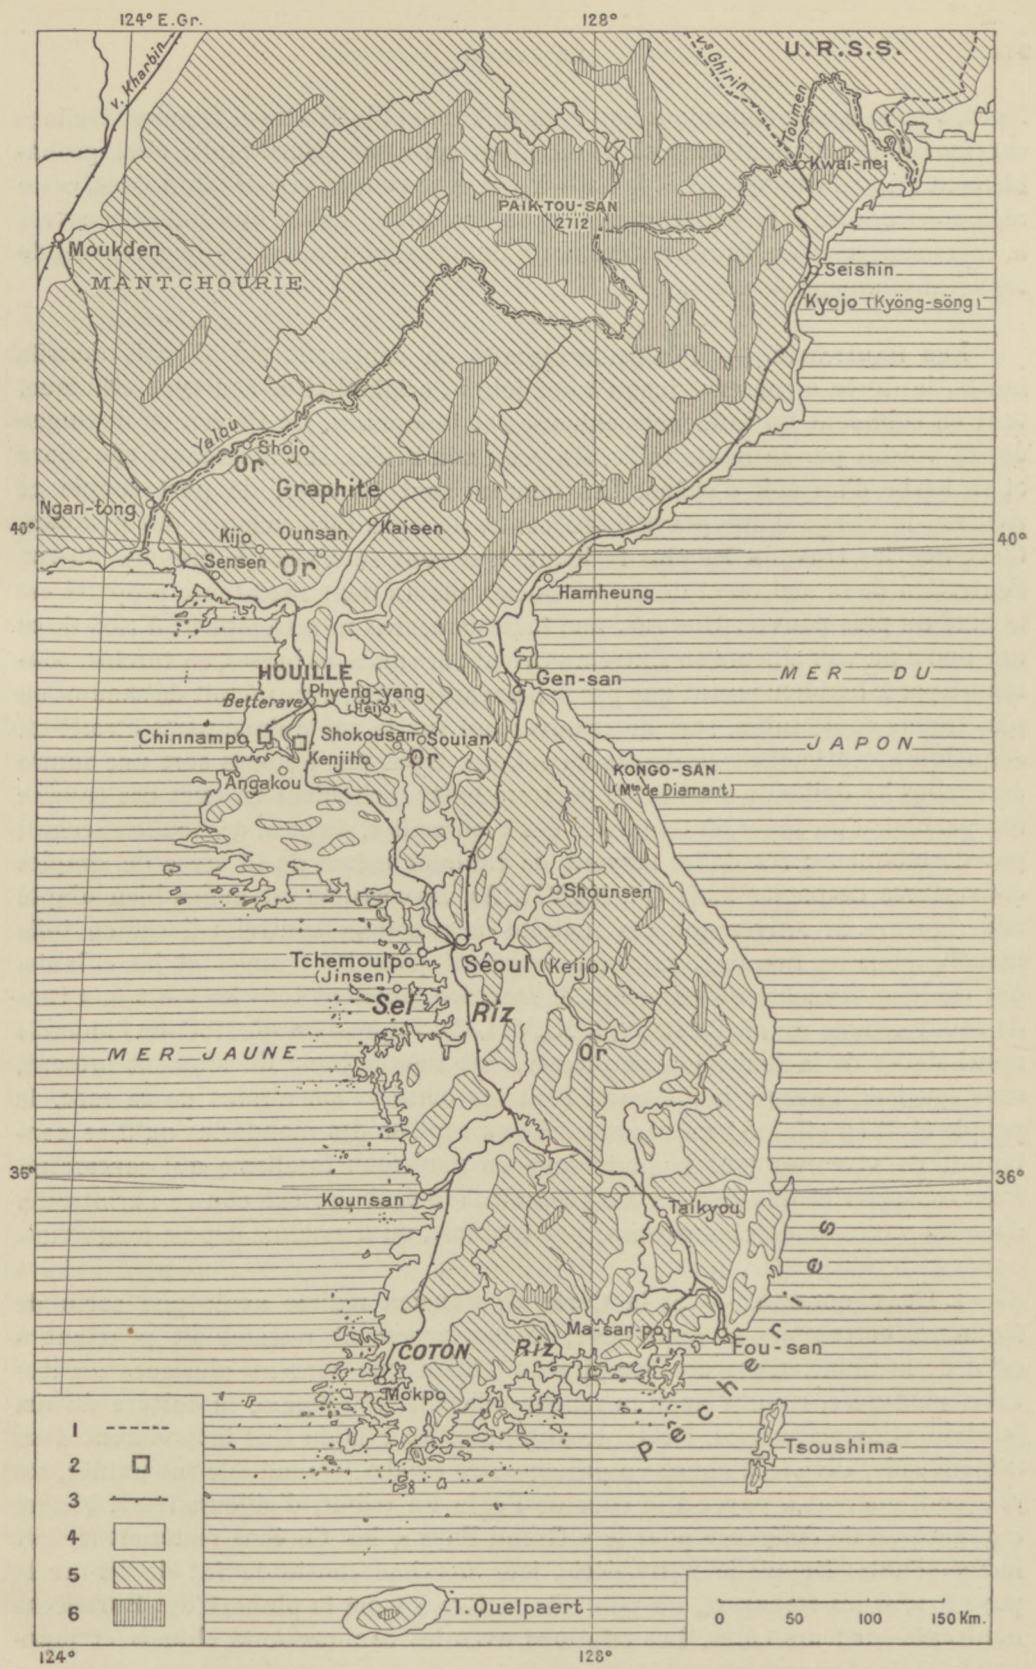 124° E.Gr.
128°
U.R.S.S.
v. Kharbin
vs Ghirin
Toumen
Kwai-nei
PAIK-TOU-SAN
2712
Moukden
MANTCHOURIE
Seishin
Kyojo (Kyöng-söng)
Yalou
Shojo
Or
Graphite
Ngan-tong
40°
Kijo
Ounsan
Kaisen
40°
Sensen
Or
Hamheung
HOUILLE
Gen-san
MER DU
JAPON
Betterave
Phyeng-yang
(Heijo)
Chinnampo
Shokousan
Souian
Kenjiho
Or
KONGO-SAN
(Mts de Diamant)
Angakou
Shounsen
Tchemoulpo
(Jinsen)
Séoul (Keijo)
Sel
Riz
MER JAUNE
Or
36°
36°
Kounsan
Taikyou
Pêcheries
Ma-san-po
Fou-san
COTON
Riz
Mokpo
Tsoushima
1
2
3
4
5
6
I. Quelpaert
0 50 100 150 Km.
124°
128°